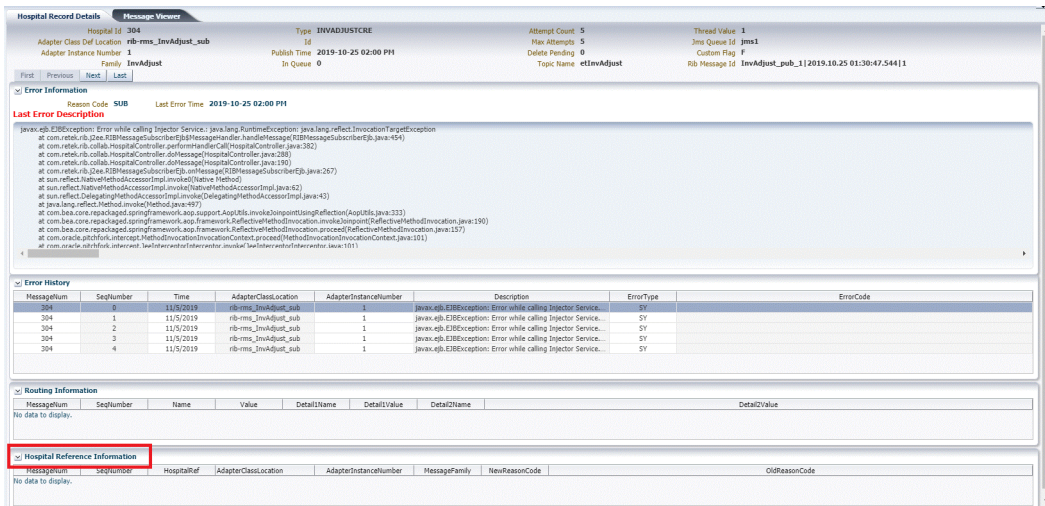 Hospital Record Details Message Viewer
Hospital Id 304 Type INVADJUSTCRE Attempt Count 5 Thread Value 1
Adapter Class Def Location rib-rms_InvAdjust_sub Id Max Attempts 5 Jms Queue Id jms1
Adapter Instance Number 1 Publish Time 2019-10-25 02:00 PM Delete Pending 0 Custom Flag F
Family InvAdjust In Queue 0 Topic Name etInvAdjust Rib Message Id InvAdjust_pub_1|2019.10.25 01:30:47.544|1
First Previous Next Last
Error Information
Reason Code SUB Last Error Time 2019-10-25 02:00 PM
Last Error Description
javax.ejb.EJBException: Error while calling Injector Service.: java.lang.RuntimeException: java.lang.reflect.InvocationTargetException
at com.retek.rib.j2ee.RIBMessageSubscriberEjb$MessageHandler.handleMessage(RIBMessageSubscriberEjb.java:454)
at com.retek.rib.collab.HospitalController.performHandlerCall(HospitalController.java:382)
at com.retek.rib.collab.HospitalController.doMessage(HospitalController.java:288)
at com.retek.rib.collab.HospitalController.doMessage(HospitalController.java:190)
at com.retek.rib.j2ee.RIBMessageSubscriberEjb.onMessage(RIBMessageSubscriberEjb.java:267)
at sun.reflect.NativeMethodAccessorImpl.invoke0(Native Method)
at sun.reflect.NativeMethodAccessorImpl.invoke(NativeMethodAccessorImpl.java:62)
at sun.reflect.DelegatingMethodAccessorImpl.invoke(DelegatingMethodAccessorImpl.java:43)
at java.lang.reflect.Method.invoke(Method.java:497)
at com.bea.core.repackaged.springframework.aop.support.AopUtils.invokeJoinpointUsingReflection(AopUtils.java:333)
at com.bea.core.repackaged.springframework.aop.framework.ReflectiveMethodInvocation.invokeJoinpoint(ReflectiveMethodInvocation.java:190)
at com.bea.core.repackaged.springframework.aop.framework.ReflectiveMethodInvocation.proceed(ReflectiveMethodInvocation.java:157)
at com.oracle.pitchfork.intercept.MethodInvocationInvocationContext.proceed(MethodInvocationInvocationContext.java:101)
at com.oracle.pitchfork.intercept.JeeInterceptorInterceptor.invoke(JeeInterceptorInterceptor.java:101)
Error History
MessageNum SeqNumber Time AdapterClassLocation AdapterInstanceNumber Description ErrorType ErrorCode
304 0 11/5/2019 rib-rms_InvAdjust_sub 1 javax.ejb.EJBException: Error while calling Injector Service.... SY
304 1 11/5/2019 rib-rms_InvAdjust_sub 1 javax.ejb.EJBException: Error while calling Injector Service.... SY
304 2 11/5/2019 rib-rms_InvAdjust_sub 1 javax.ejb.EJBException: Error while calling Injector Service.... SY
304 3 11/5/2019 rib-rms_InvAdjust_sub 1 javax.ejb.EJBException: Error while calling Injector Service.... SY
304 4 11/5/2019 rib-rms_InvAdjust_sub 1 javax.ejb.EJBException: Error while calling Injector Service.... SY
Routing Information
MessageNum SeqNumber Name Value Detail1Name Detail1Value Detail2Name Detail2Value
No data to display.
Hospital Reference Information
MessageNum SeqNumber HospitalRef AdapterClassLocation AdapterInstanceNumber MessageFamily NewReasonCode OldReasonCode
No data to display.